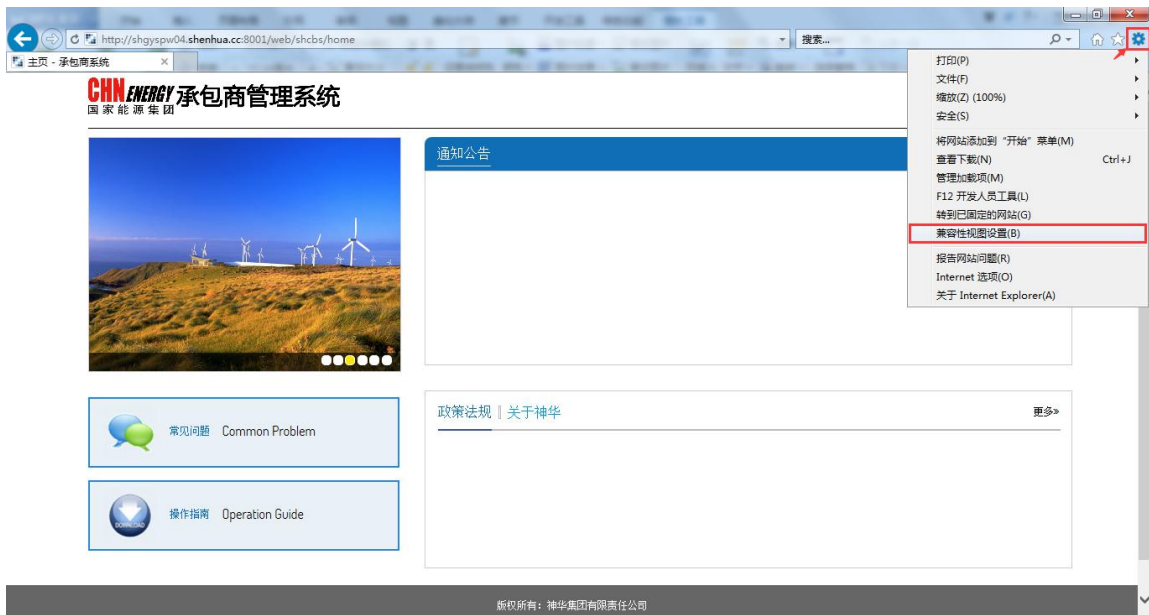 http://shgyspw04.shenhua.cc:8001/web/shcbs/home
搜索...
主页 - 承包商系统
CHN ENERGY 承包商管理系统
国家能源集团
打印(P)
文件(F)
缩放(Z) (100%)
安全(S)
将网站添加到“开始”菜单(M)
查看下载(N) Ctrl+J
管理加载项(M)
F12 开发人员工具(L)
转到已固定的网站(G)
兼容性视图设置(B)
报告网站问题(R)
Internet 选项(O)
关于 Internet Explorer(A)
通知公告
常见问题 Common Problem
操作指南 Operation Guide
DOWNLOAD
政策法规 || 关于神华 更多»
版权所有：神华集团有限责任公司